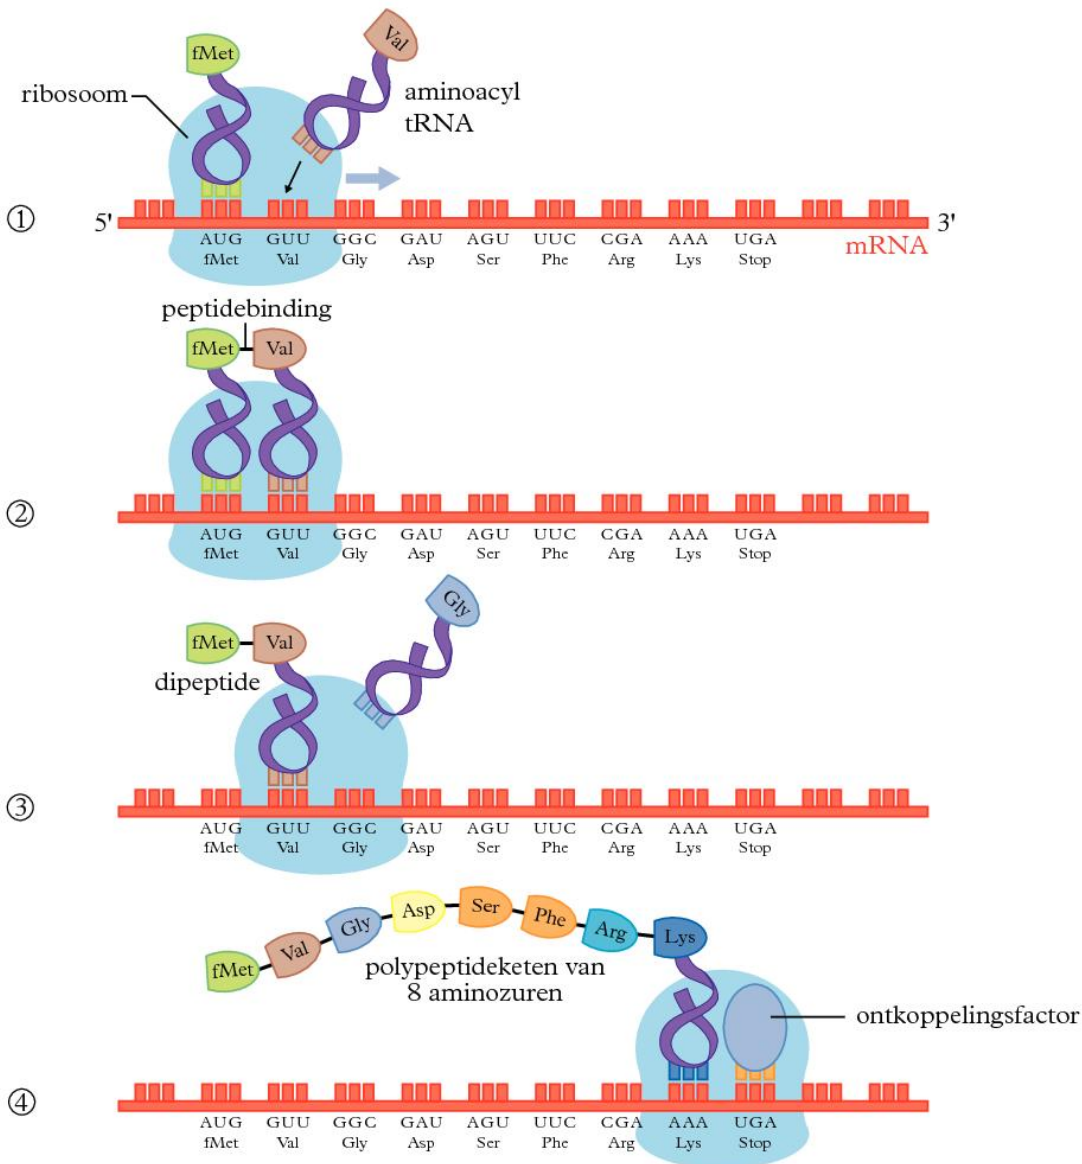 fMet
Val
ribosoom
aminoacyl
tRNA
① 5' 3'
AUG GUU GGC GAU AGU UUC CGA AAA UGA
fMet Val Gly Asp Ser Phe Arg Lys Stop
mRNA
peptidebinding
fMet Val
②
AUG GUU GGC GAU AGU UUC CGA AAA UGA
fMet Val Gly Asp Ser Phe Arg Lys Stop
Gly
fMet Val
dipeptide
③
AUG GUU GGC GAU AGU UUC CGA AAA UGA
fMet Val Gly Asp Ser Phe Arg Lys Stop
fMet Val Gly Asp Ser Phe Arg Lys
polypeptideketen van
8 aminozuren
ontkoppelingsfactor
④
AUG GUU GGC GAU AGU UUC CGA AAA UGA
fMet Val Gly Asp Ser Phe Arg Lys Stop